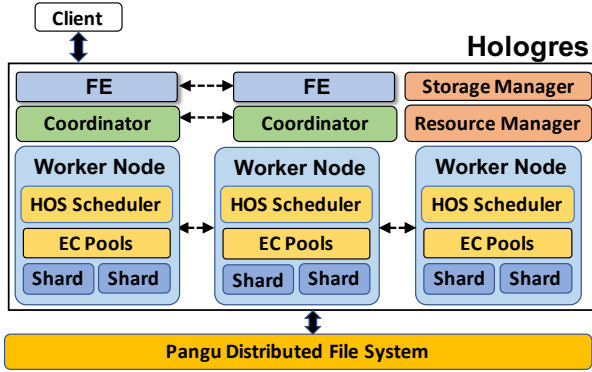 Client
Hologres
FE
FE
Storage Manager
Coordinator
Coordinator
Resource Manager
Worker Node
Worker Node
Worker Node
HOS Scheduler
HOS Scheduler
HOS Scheduler
EC Pools
EC Pools
EC Pools
Shard Shard
Shard Shard
Shard Shard
Pangu Distributed File System